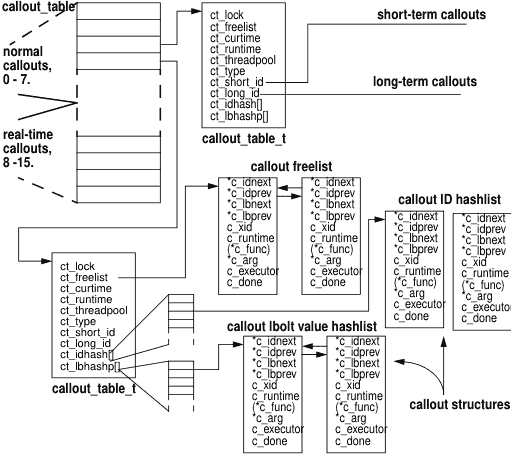 callout_table
normal
callouts,
0 - 7.
real-time
callouts,
8 -15.
ct_lock
ct_freelist
ct_curtime
ct_runtime
ct_threadpool
ct_type
ct_short_id
ct_long_id
ct_idhash[]
ct_lbhashp[]
callout_table_t
short-term callouts
long-term callouts
callout freelist
*c_idnext
*c_idprev
*c_lbnext
*c_lbprev
c_xid
c_runtime
(*c_func)
*c_arg
c_executor
c_done
*c_idnext
*c_idprev
*c_lbnext
*c_lbprev
c_xid
c_runtime
(*c_func)
*c_arg
c_executor
c_done
callout ID hashlist
*c_idnext
*c_idprev
*c_lbnext
*c_lbprev
c_xid
c_runtime
(*c_func)
*c_arg
c_executor
c_done
*c_idnext
*c_idprev
*c_lbnext
*c_lbprev
c_xid
c_runtime
(*c_func)
*c_arg
c_executor
c_done
ct_lock
ct_freelist
ct_curtime
ct_runtime
ct_threadpool
ct_type
ct_short_id
ct_long_id
ct_idhash[]
ct_lbhashp[]
callout_table_t
callout lbolt value hashlist
*c_idnext
*c_idprev
*c_lbnext
*c_lbprev
c_xid
c_runtime
(*c_func)
*c_arg
c_executor
c_done
*c_idnext
*c_idprev
*c_lbnext
*c_lbprev
c_xid
c_runtime
(*c_func)
*c_arg
c_executor
c_done
callout structures